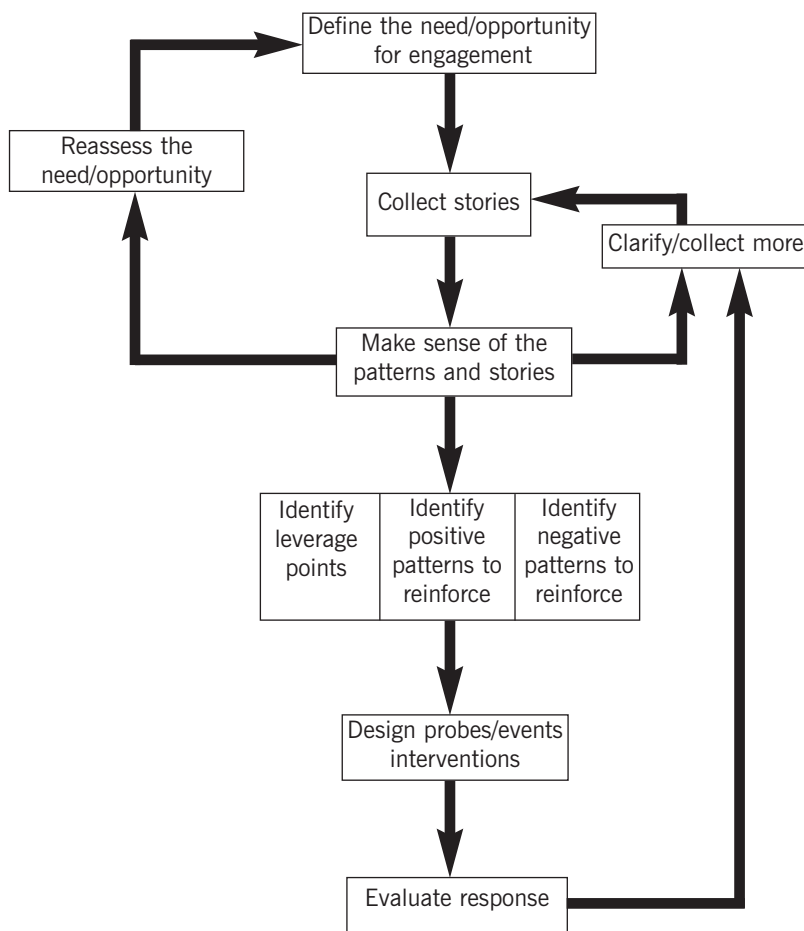 Define the need/opportunity
for engagement
Reassess the
need/opportunity
Collect stories
Clarify/collect more
Make sense of the
patterns and stories
Identify
leverage
points
Identify
positive
patterns to
reinforce
Identify
negative
patterns to
reinforce
Design probes/events
interventions
Evaluate response